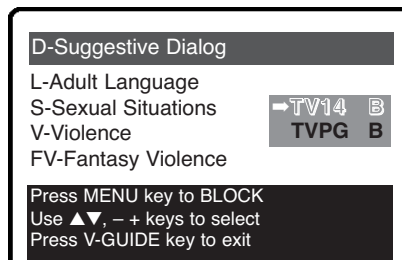 D-Suggestive Dialog
L-Adult Language
S-Sexual Situations
V-Violence
FV-Fantasy Violence
➡TV14 B
TVPG B
Press MENU key to BLOCK
Use ▲▼, – + keys to select
Press V-GUIDE key to exit